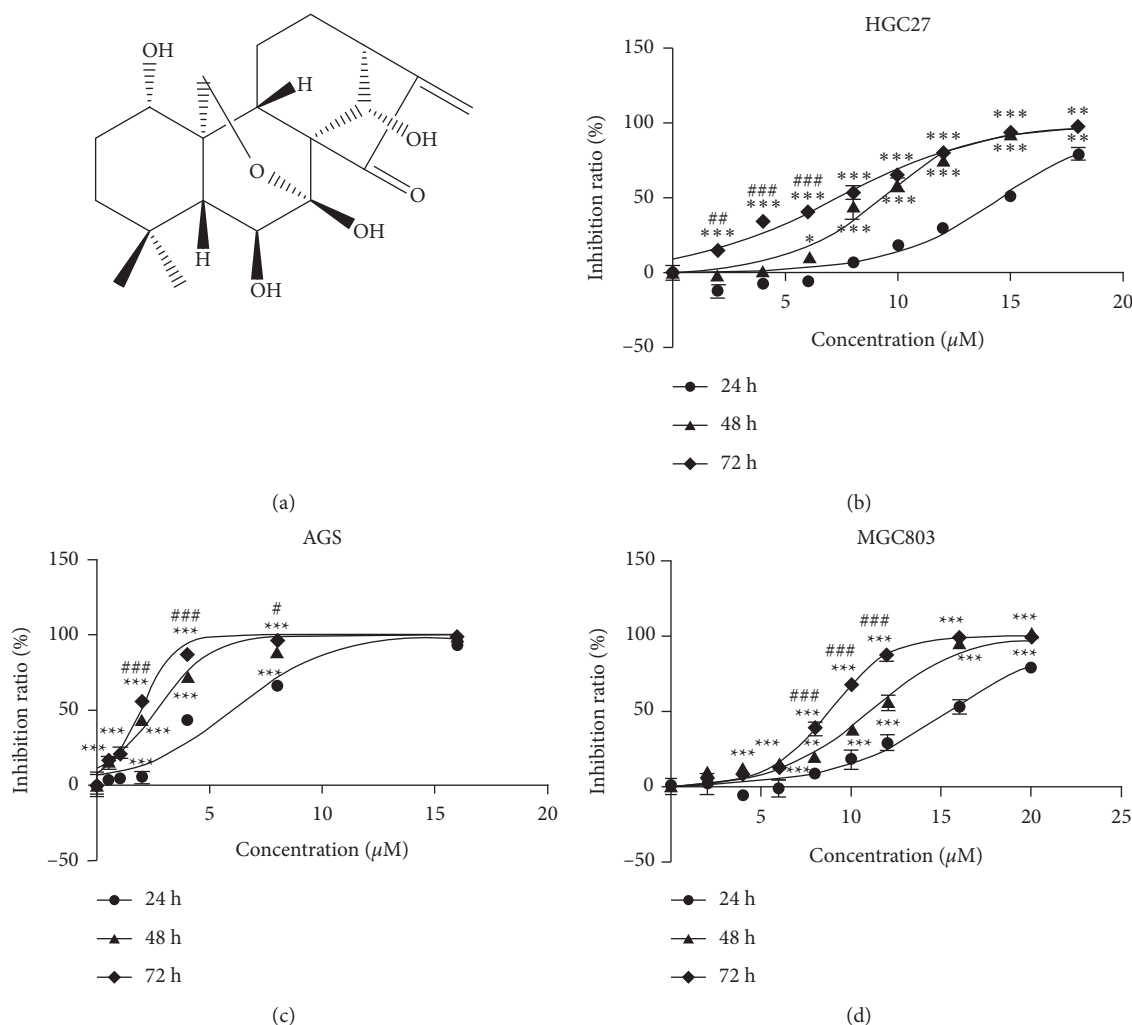 OH
H
OH
O
O
OH
H
OH
(a)
HGC27
Inhibition ratio (%)
150
100
50
0
−50
5
10
15
20
Concentration (µM)
##
***
###
***
###
***
*
***
***
***
***
***
***
***
***
**
**
24 h
48 h
72 h
(b)
AGS
Inhibition ratio (%)
150
100
50
0
−50
5
10
15
20
Concentration (µM)
***
***
###
***
***
***
###
***
***
#
***
***
24 h
48 h
72 h
(c)
MGC803
Inhibition ratio (%)
150
100
50
0
−50
5
10
15
20
25
Concentration (µM)
***
***
###
***
**
***
###
***
***
###
***
***
***
***
***
***
24 h
48 h
72 h
(d)